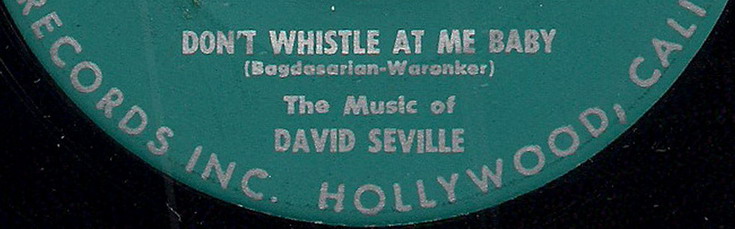 DON'T WHISTLE AT ME BABY
(Bagdasarian-Waronker)
The Music of
DAVID SEVILLE
RECORDS INC. HOLLYWOOD, CALI